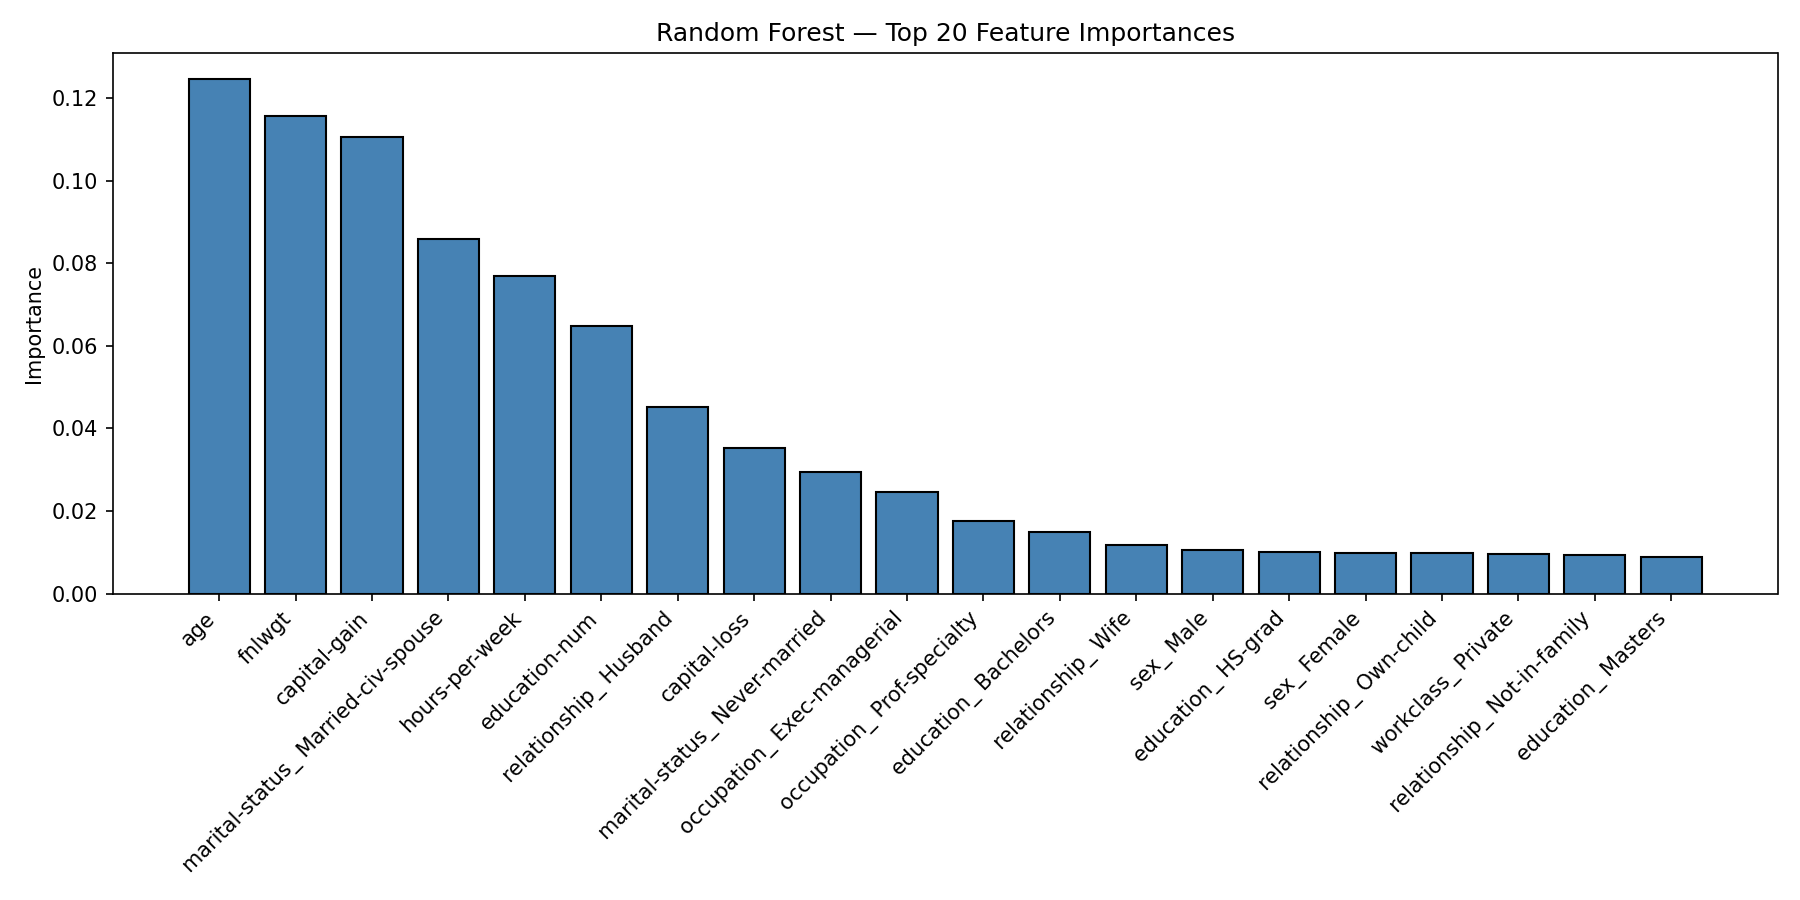 Random Forest — Top 20 Feature Importances
Importance
0.12
0.10
0.08
0.06
0.04
0.02
0.00
age
fnlwgt
capital-gain
marital-status_ Married-civ-spouse
hours-per-week
education-num
relationship_ Husband
capital-loss
marital-status_ Never-married
occupation_ Exec-managerial
occupation_ Prof-specialty
education_ Bachelors
relationship_ Wife
sex_ Male
education_ HS-grad
sex_ Female
relationship_ Own-child
workclass_ Private
relationship_ Not-in-family
education_ Masters